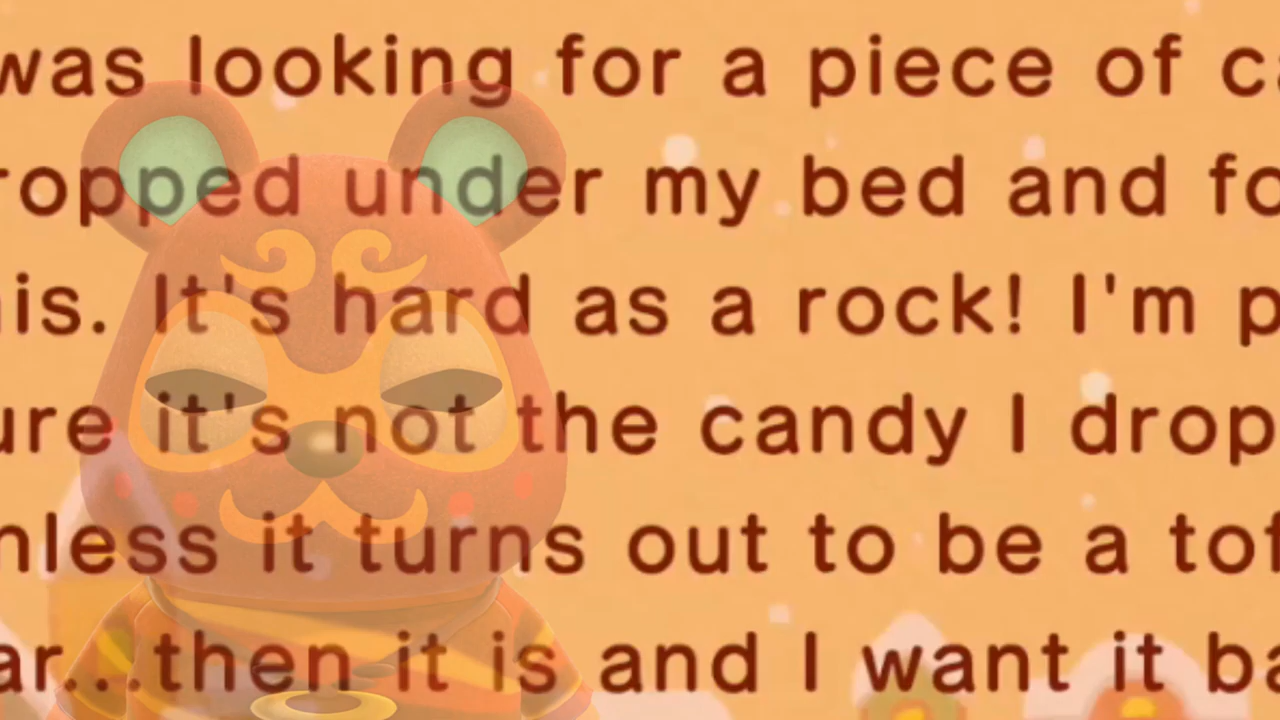 was looking for a piece of ca
ropped under my bed and fo
is. It's hard as a rock! I'm p
ure it's not the candy I drop
nless it turns out to be a tof
ar...then it is and I want it ba